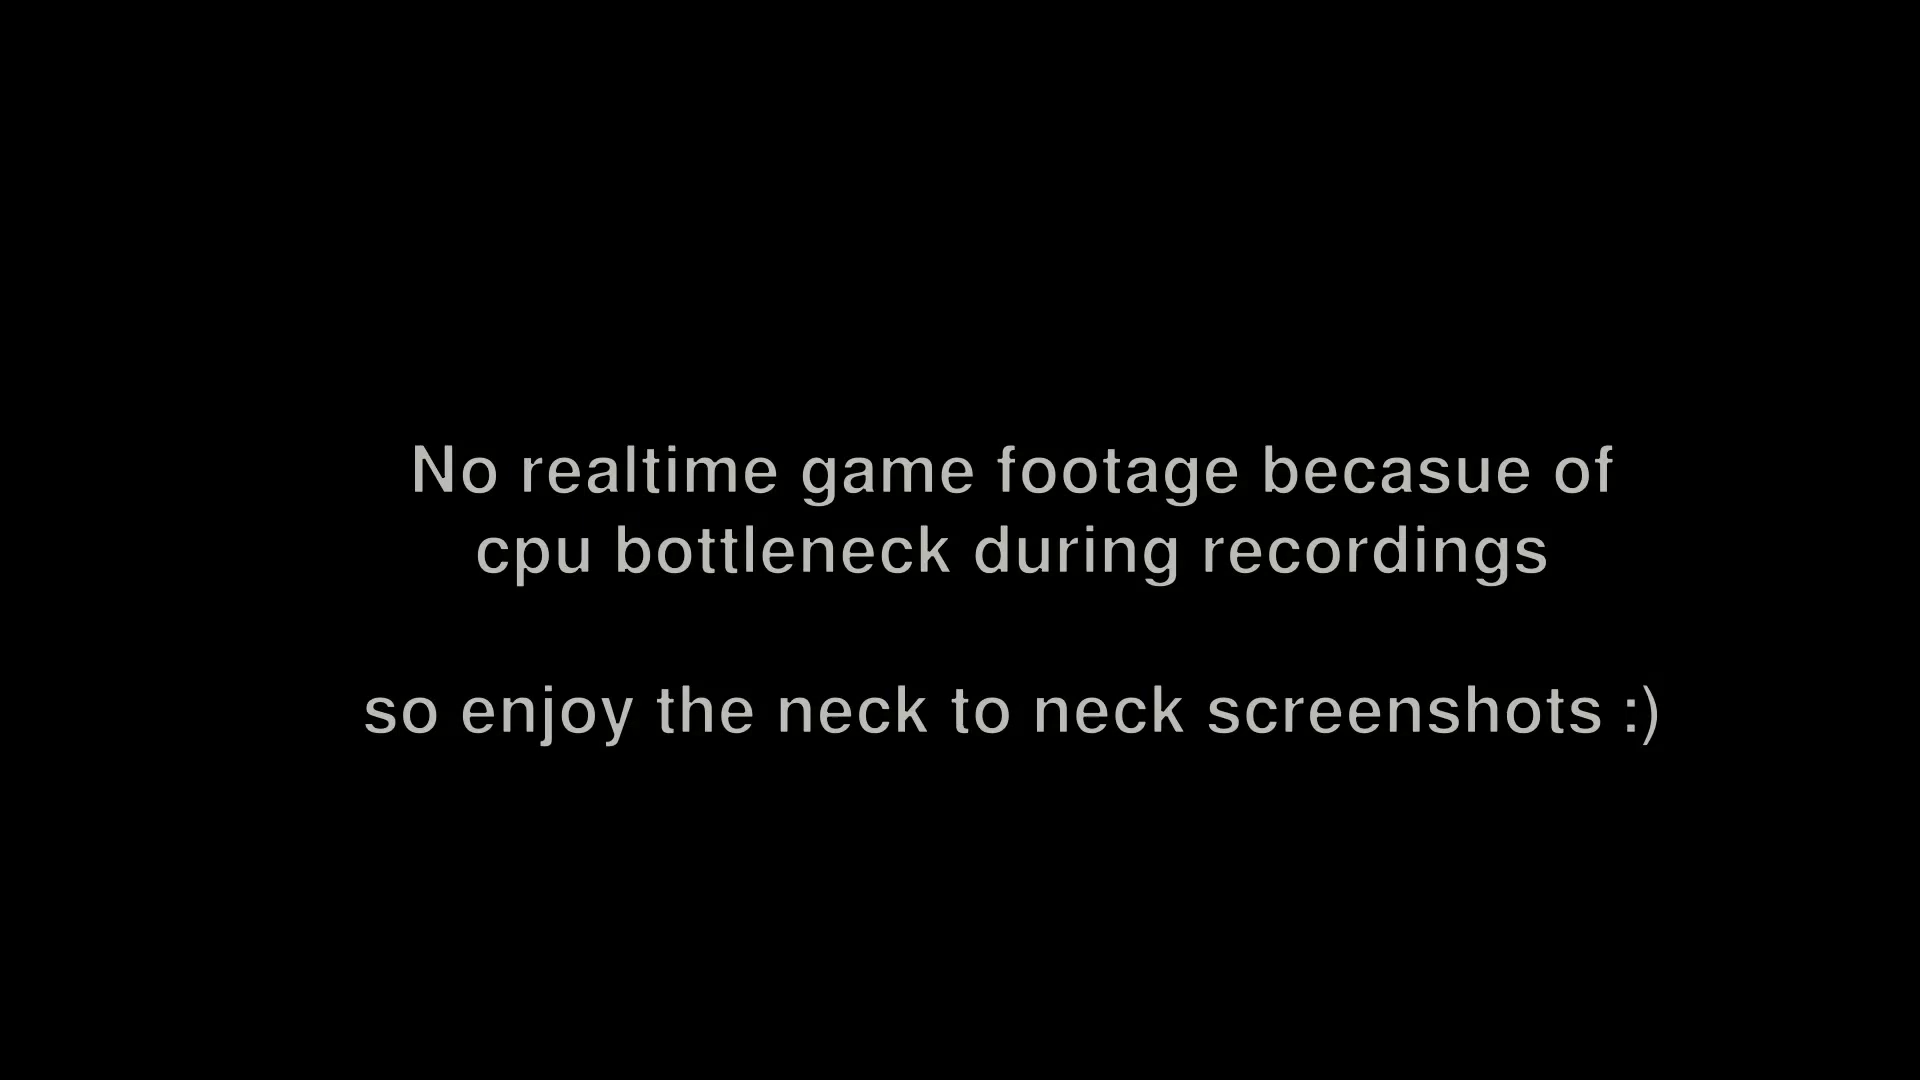 No realtime game footage becasue of
cpu bottleneck during recordings
so enjoy the neck to neck screenshots :)